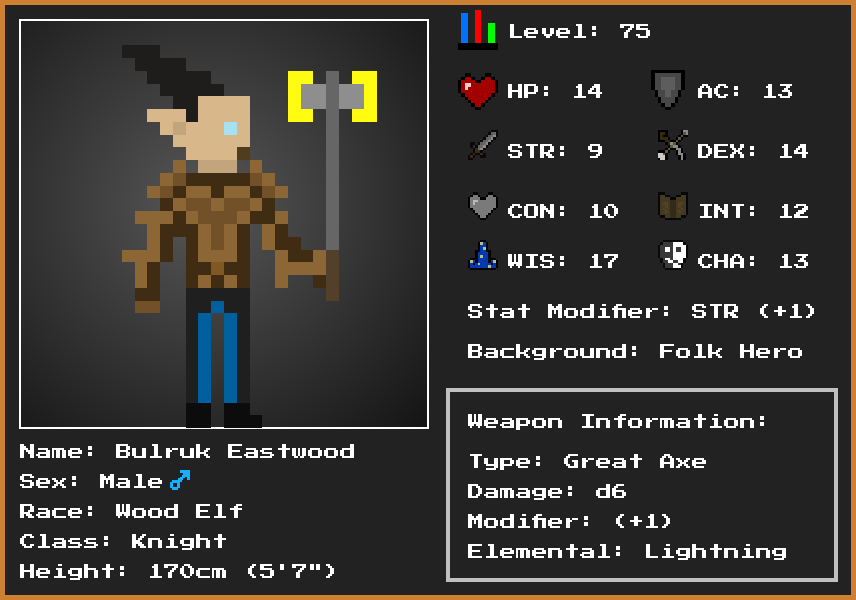 Level: 75
HP: 14
AC: 13
STR: 9
DEX: 14
CON: 10
INT: 12
WIS: 17
CHA: 13
Stat Modifier: STR (+1)
Background: Folk Hero
Weapon Information:
Type: Great Axe
Damage: d6
Modifier: (+1)
Elemental: Lightning
Name: Bulruk Eastwood
Sex: Male ♂
Race: Wood Elf
Class: Knight
Height: 170cm (5'7")